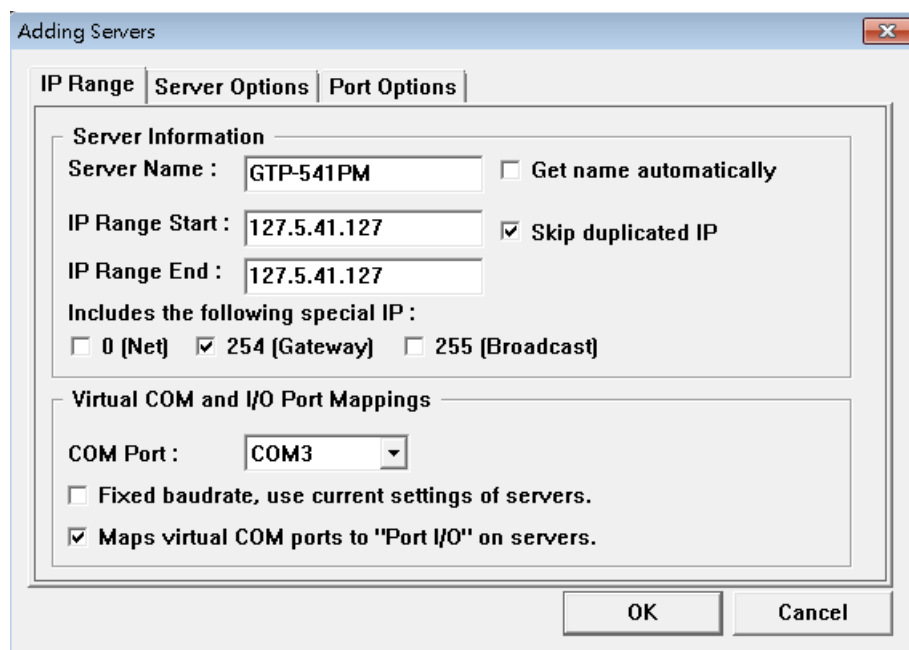 Adding Servers
IP Range Server Options Port Options
Server Information
Server Name : GTP-541PM Get name automatically
IP Range Start : 127.5.41.127 Skip duplicated IP
IP Range End : 127.5.41.127
Includes the following special IP :
0 (Net) 254 (Gateway) 255 (Broadcast)
Virtual COM and I/O Port Mappings
COM Port : COM3
Fixed baudrate, use current settings of servers.
Maps virtual COM ports to "Port I/O" on servers.
OK Cancel